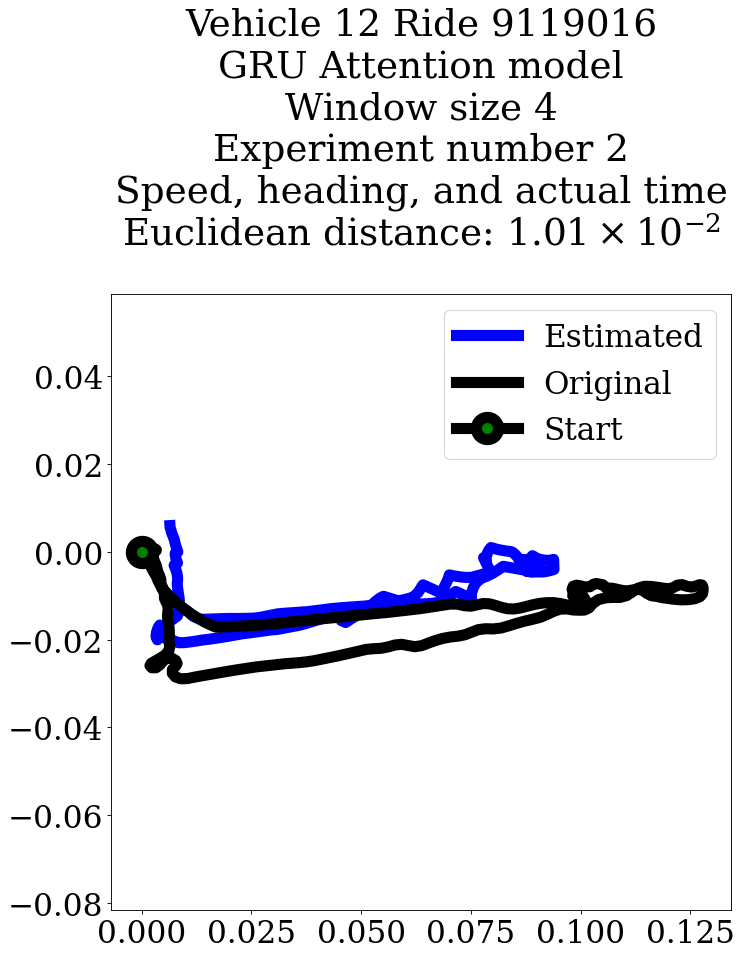 Vehicle 12 Ride 9119016
GRU Attention model
Window size 4
Experiment number 2
Speed, heading, and actual time
Euclidean distance: 1.01 × 10⁻²
Estimated
Original
Start
0.04
0.02
0.00
−0.02
−0.04
−0.06
−0.08
0.000 0.025 0.050 0.075 0.100 0.125